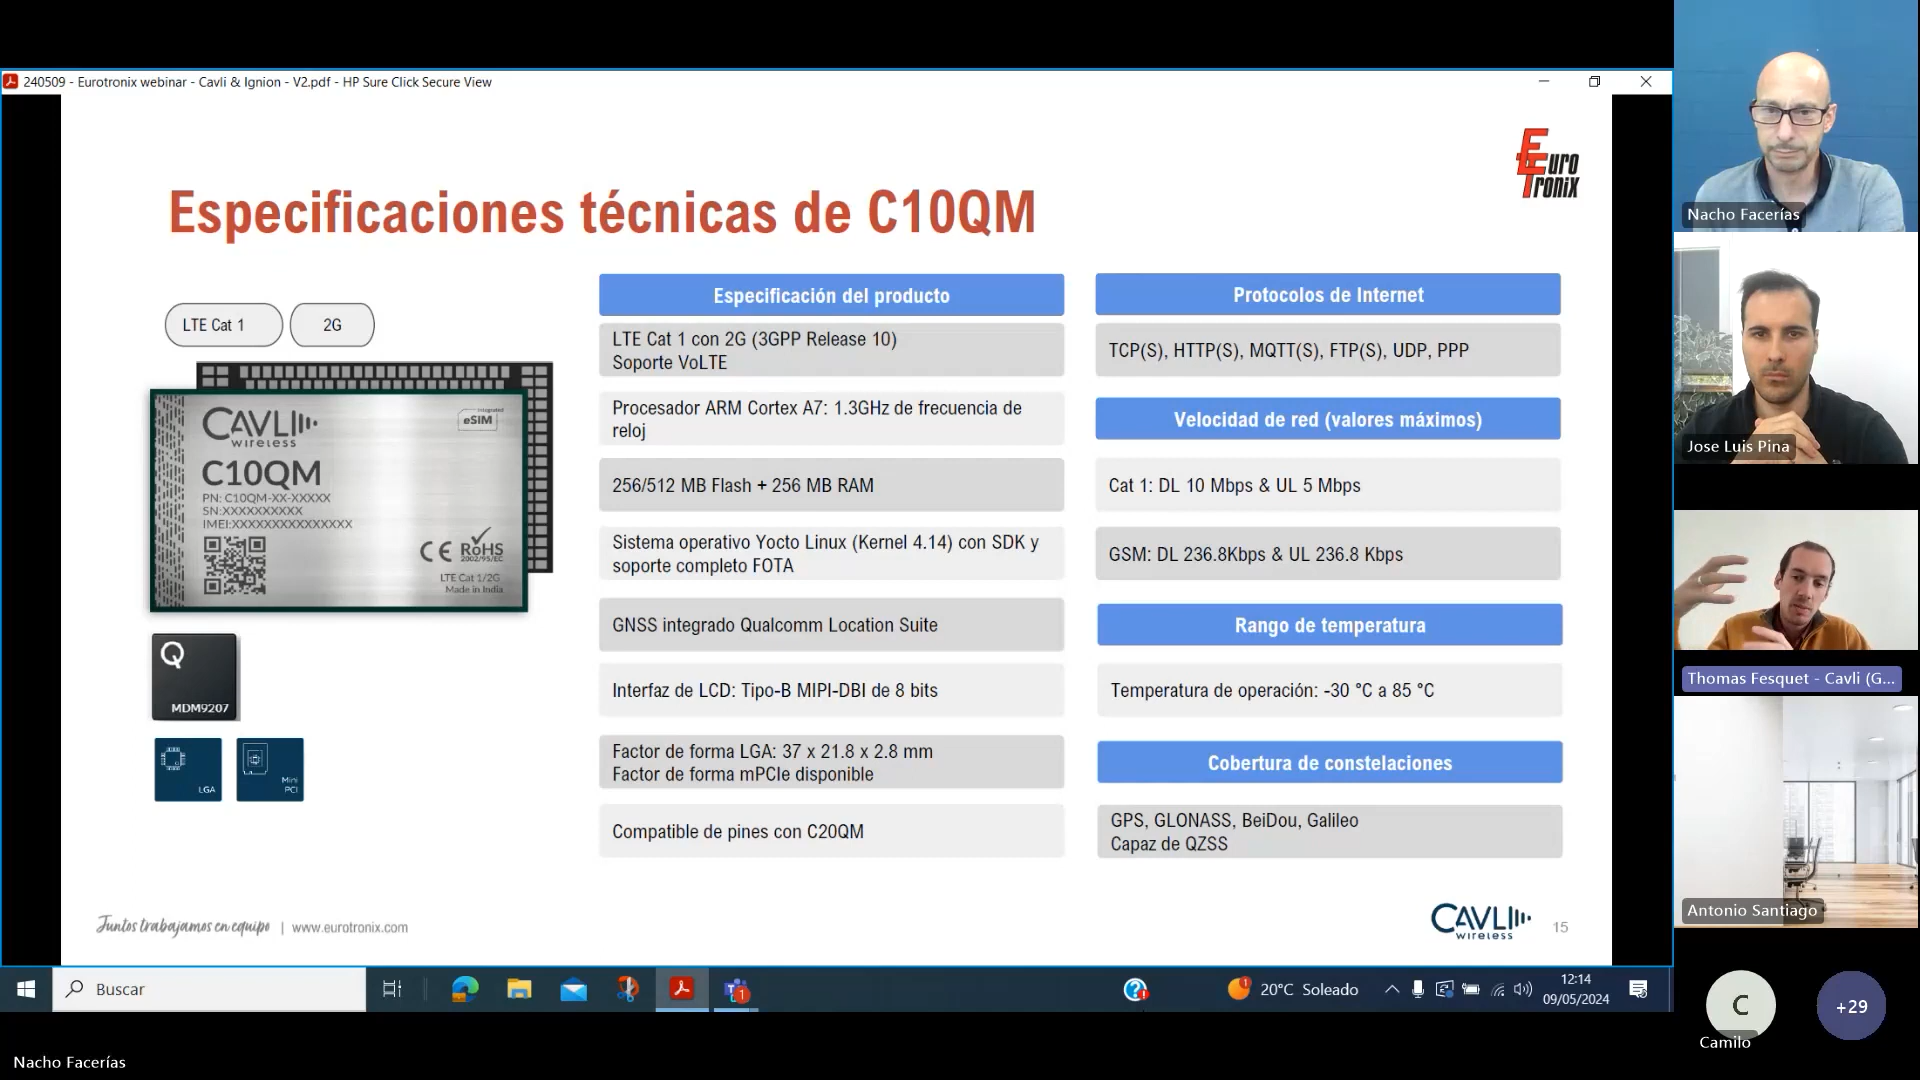 240509 - Eurotronix webinar - Cavli & Ignion - V2.pdf - HP Sure Click Secure View
EuroTronix
Especificaciones técnicas de C10QM
LTE Cat 1
2G
CAVLI
wireless
integrated
eSIM
C10QM
PN: C10QM-XX-XXXXX
SN:XXXXXXXXXX
IMEI:XXXXXXXXXXXXXXX
CE RoHS
2002/95/EC
LTE Cat 1/2G
Made in India
Q
MDM9207
LGA
Mini
PCI
Especificación del producto
LTE Cat 1 con 2G (3GPP Release 10)
Soporte VoLTE
Procesador ARM Cortex A7: 1.3GHz de frecuencia de
reloj
256/512 MB Flash + 256 MB RAM
Sistema operativo Yocto Linux (Kernel 4.14) con SDK y
soporte completo FOTA
GNSS integrado Qualcomm Location Suite
Interfaz de LCD: Tipo-B MIPI-DBI de 8 bits
Factor de forma LGA: 37 x 21.8 x 2.8 mm
Factor de forma mPCIe disponible
Compatible de pines con C20QM
Protocolos de Internet
TCP(S), HTTP(S), MQTT(S), FTP(S), UDP, PPP
Velocidad de red (valores máximos)
Cat 1: DL 10 Mbps & UL 5 Mbps
GSM: DL 236.8Kbps & UL 236.8 Kbps
Rango de temperatura
Temperatura de operación: -30 °C a 85 °C
Cobertura de constelaciones
GPS, GLONASS, BeiDou, Galileo
Capaz de QZSS
Juntos trabajamos en equipo | www.eurotronix.com
CAVLI
wireless
15
Buscar
1
1
20°C Soleado
12:14
09/05/2024
Nacho Facerías
Nacho Facerías
Jose Luis Pina
Thomas Fesquet - Cavli (G...
Antonio Santiago
C
Camilo
+29